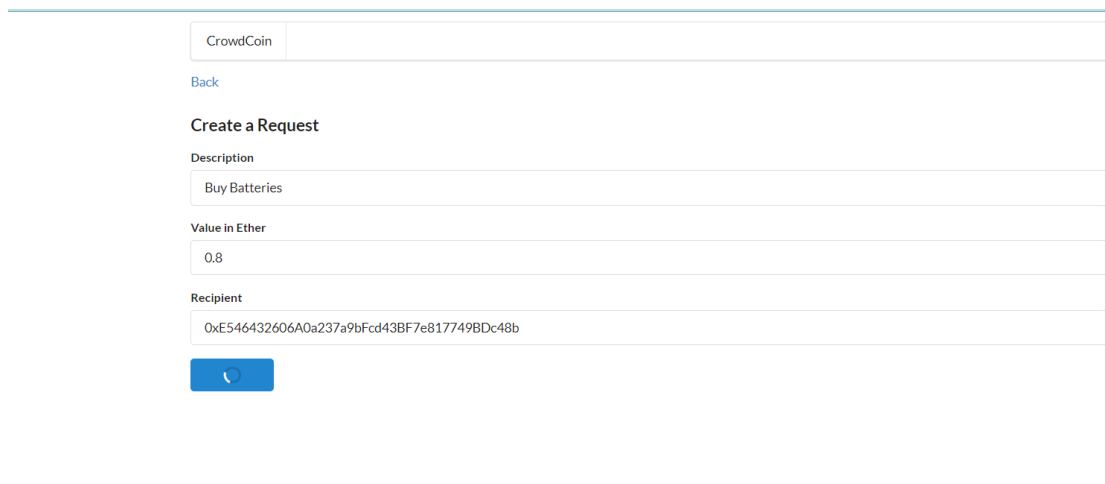 CrowdCoin
Back
Create a Request
Description
Buy Batteries
Value in Ether
0.8
Recipient
0xE546432606A0a237a9bFcd43BF7e817749BDc48b